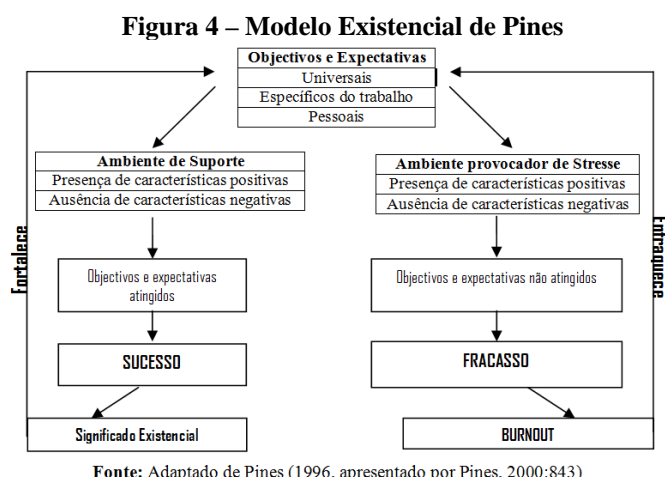 Figura 4 – Modelo Existencial de Pines
Objectivos e Expectativas
Universais
Específicos do trabalho
Pessoais
Ambiente de Suporte
Presença de características positivas
Ausência de características negativas
Ambiente provocador de Stresse
Presença de características positivas
Ausência de características negativas
Fortalece
Enfraquece
Objectivos e expectativas
atingidos
Objectivos e expectativas não atingidos
SUCESSO
FRACASSO
Significado Existencial
BURNOUT
Fonte: Adaptado de Pines (1996, apresentado por Pines, 2000:843)